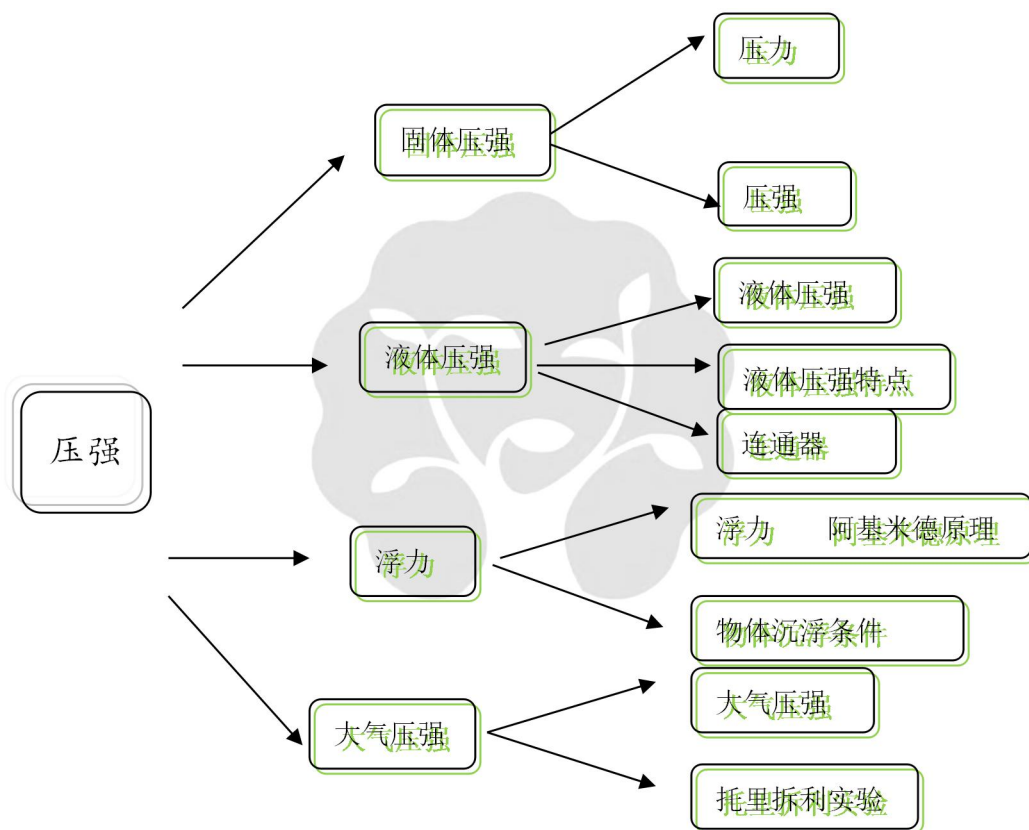 压力
固体压强
压强
液体压强
液体压强
液体压强特点
压强
连通器
浮力 阿基米德原理
浮力
物体沉浮条件
大气压强
大气压强
托里拆利实验